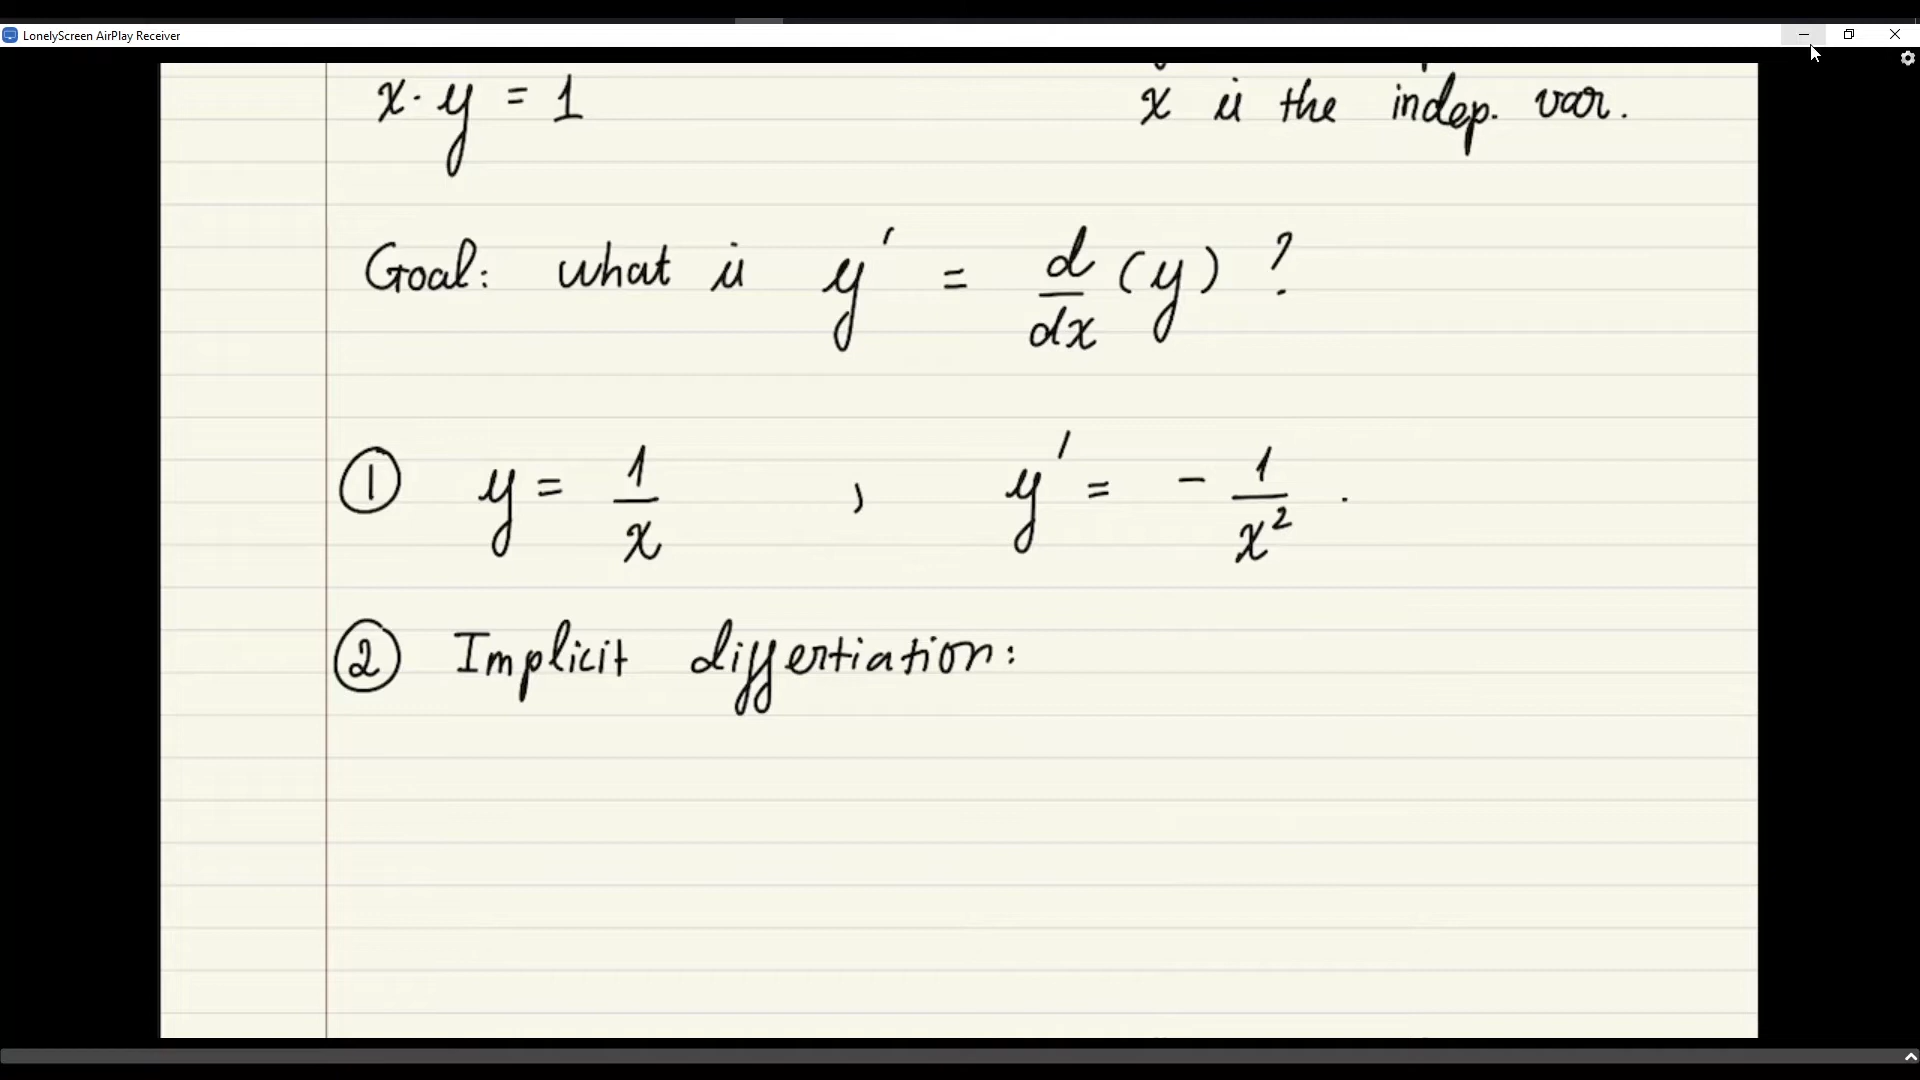 LonelyScreen AirPlay Receiver
x · y = 1
x is the indep. var.
Goal: what is y' = d/dx (y) ?
① y = 1/x , y' = - 1/x² .
② Implicit differtiation: